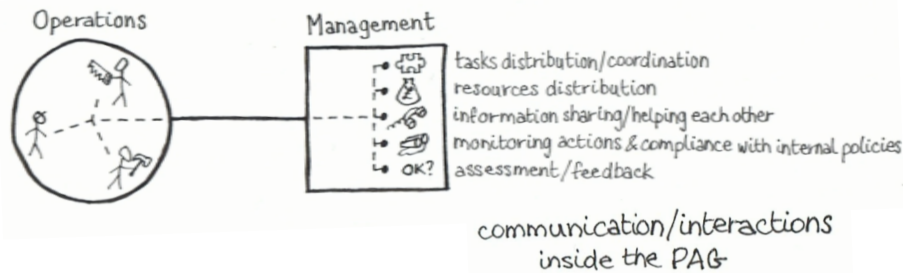 Operations
Management
tasks distribution/coordination
resources distribution
information sharing/helping each other
monitoring actions & compliance with internal policies
OK? assessment/feedback
communication/interactions
inside the PAG